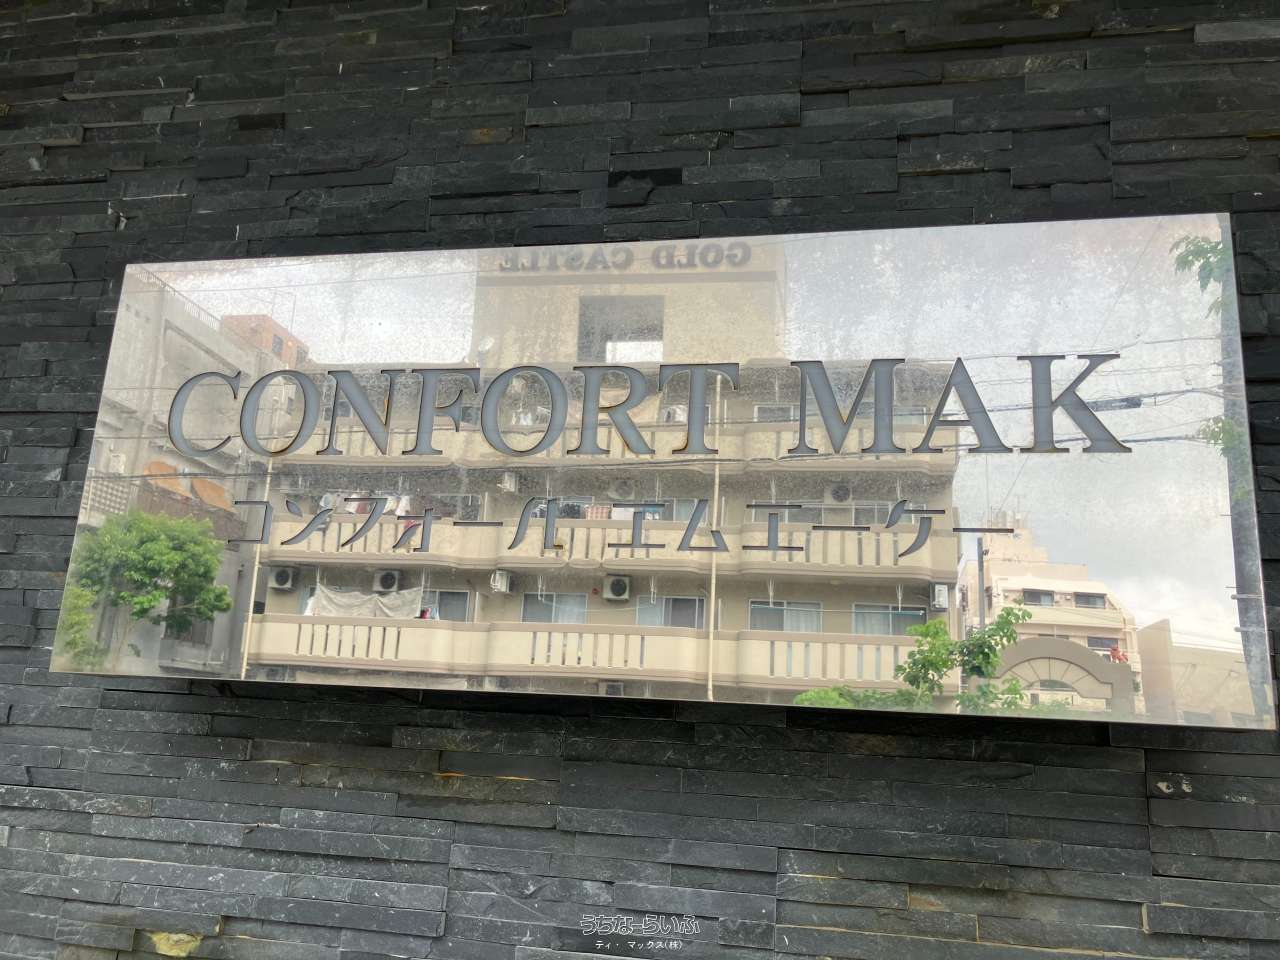 GOLD CASTLE
CONFORT MAK
コンフォール エムエーケー
うちなーらいふ
ティ・マックス(株)